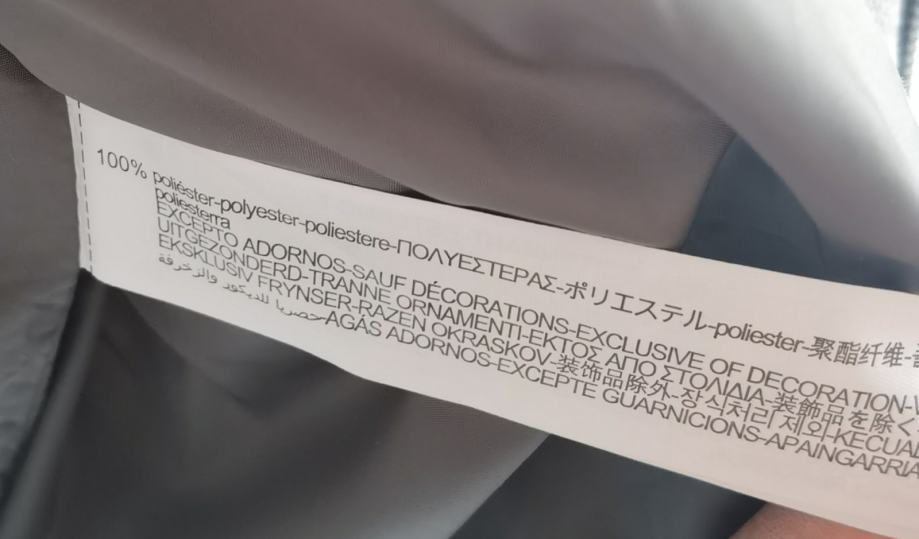 100% poliéster-polyester-poliestere-ΠΟΛΥΕΣΤΕΡΑΣ-ポリエステル-poliester-聚酯纤维-
poliesterra
EXCEPTO ADORNOS-SAUF DÉCORATIONS-EXCLUSIVE OF DECORATION-
UITGEZONDERD-TRANNE ORNAMENTI-ΕΚΤΟΣ ΑΠΟ ΣΤΟΛΙΔΙΑ-装飾品を除く
EKSKLUSIV FRYNSER-RAZEN OKRASKOV-装饰品除外-장식처리 제외-KECUAL
حصريا للديكور والزخرفة-AGÁS ADORNOS-EXCEPTE GUARNICIONS-APAINGARRIA